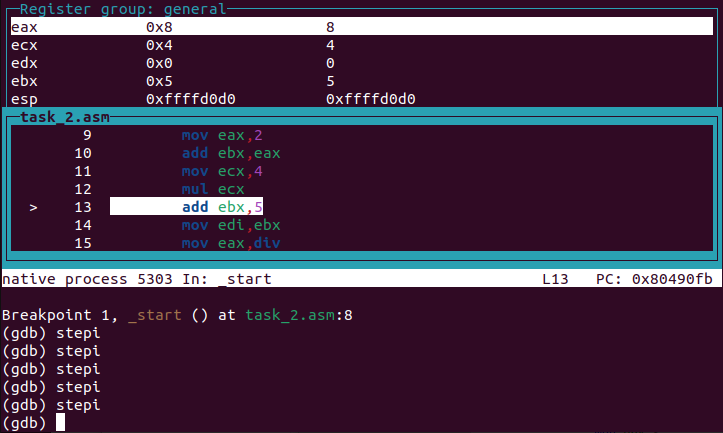 Register group: general
eax 0x8 8
ecx 0x4 4
edx 0x0 0
ebx 0x5 5
esp 0xffffd0d0 0xffffd0d0
task_2.asm
9 mov eax,2
10 add ebx,eax
11 mov ecx,4
12 mul ecx
> 13 add ebx,5
14 mov edi,ebx
15 mov eax,div
native process 5303 In: _start L13 PC: 0x80490fb
Breakpoint 1, _start () at task_2.asm:8
(gdb) stepi
(gdb) stepi
(gdb) stepi
(gdb) stepi
(gdb) stepi
(gdb)